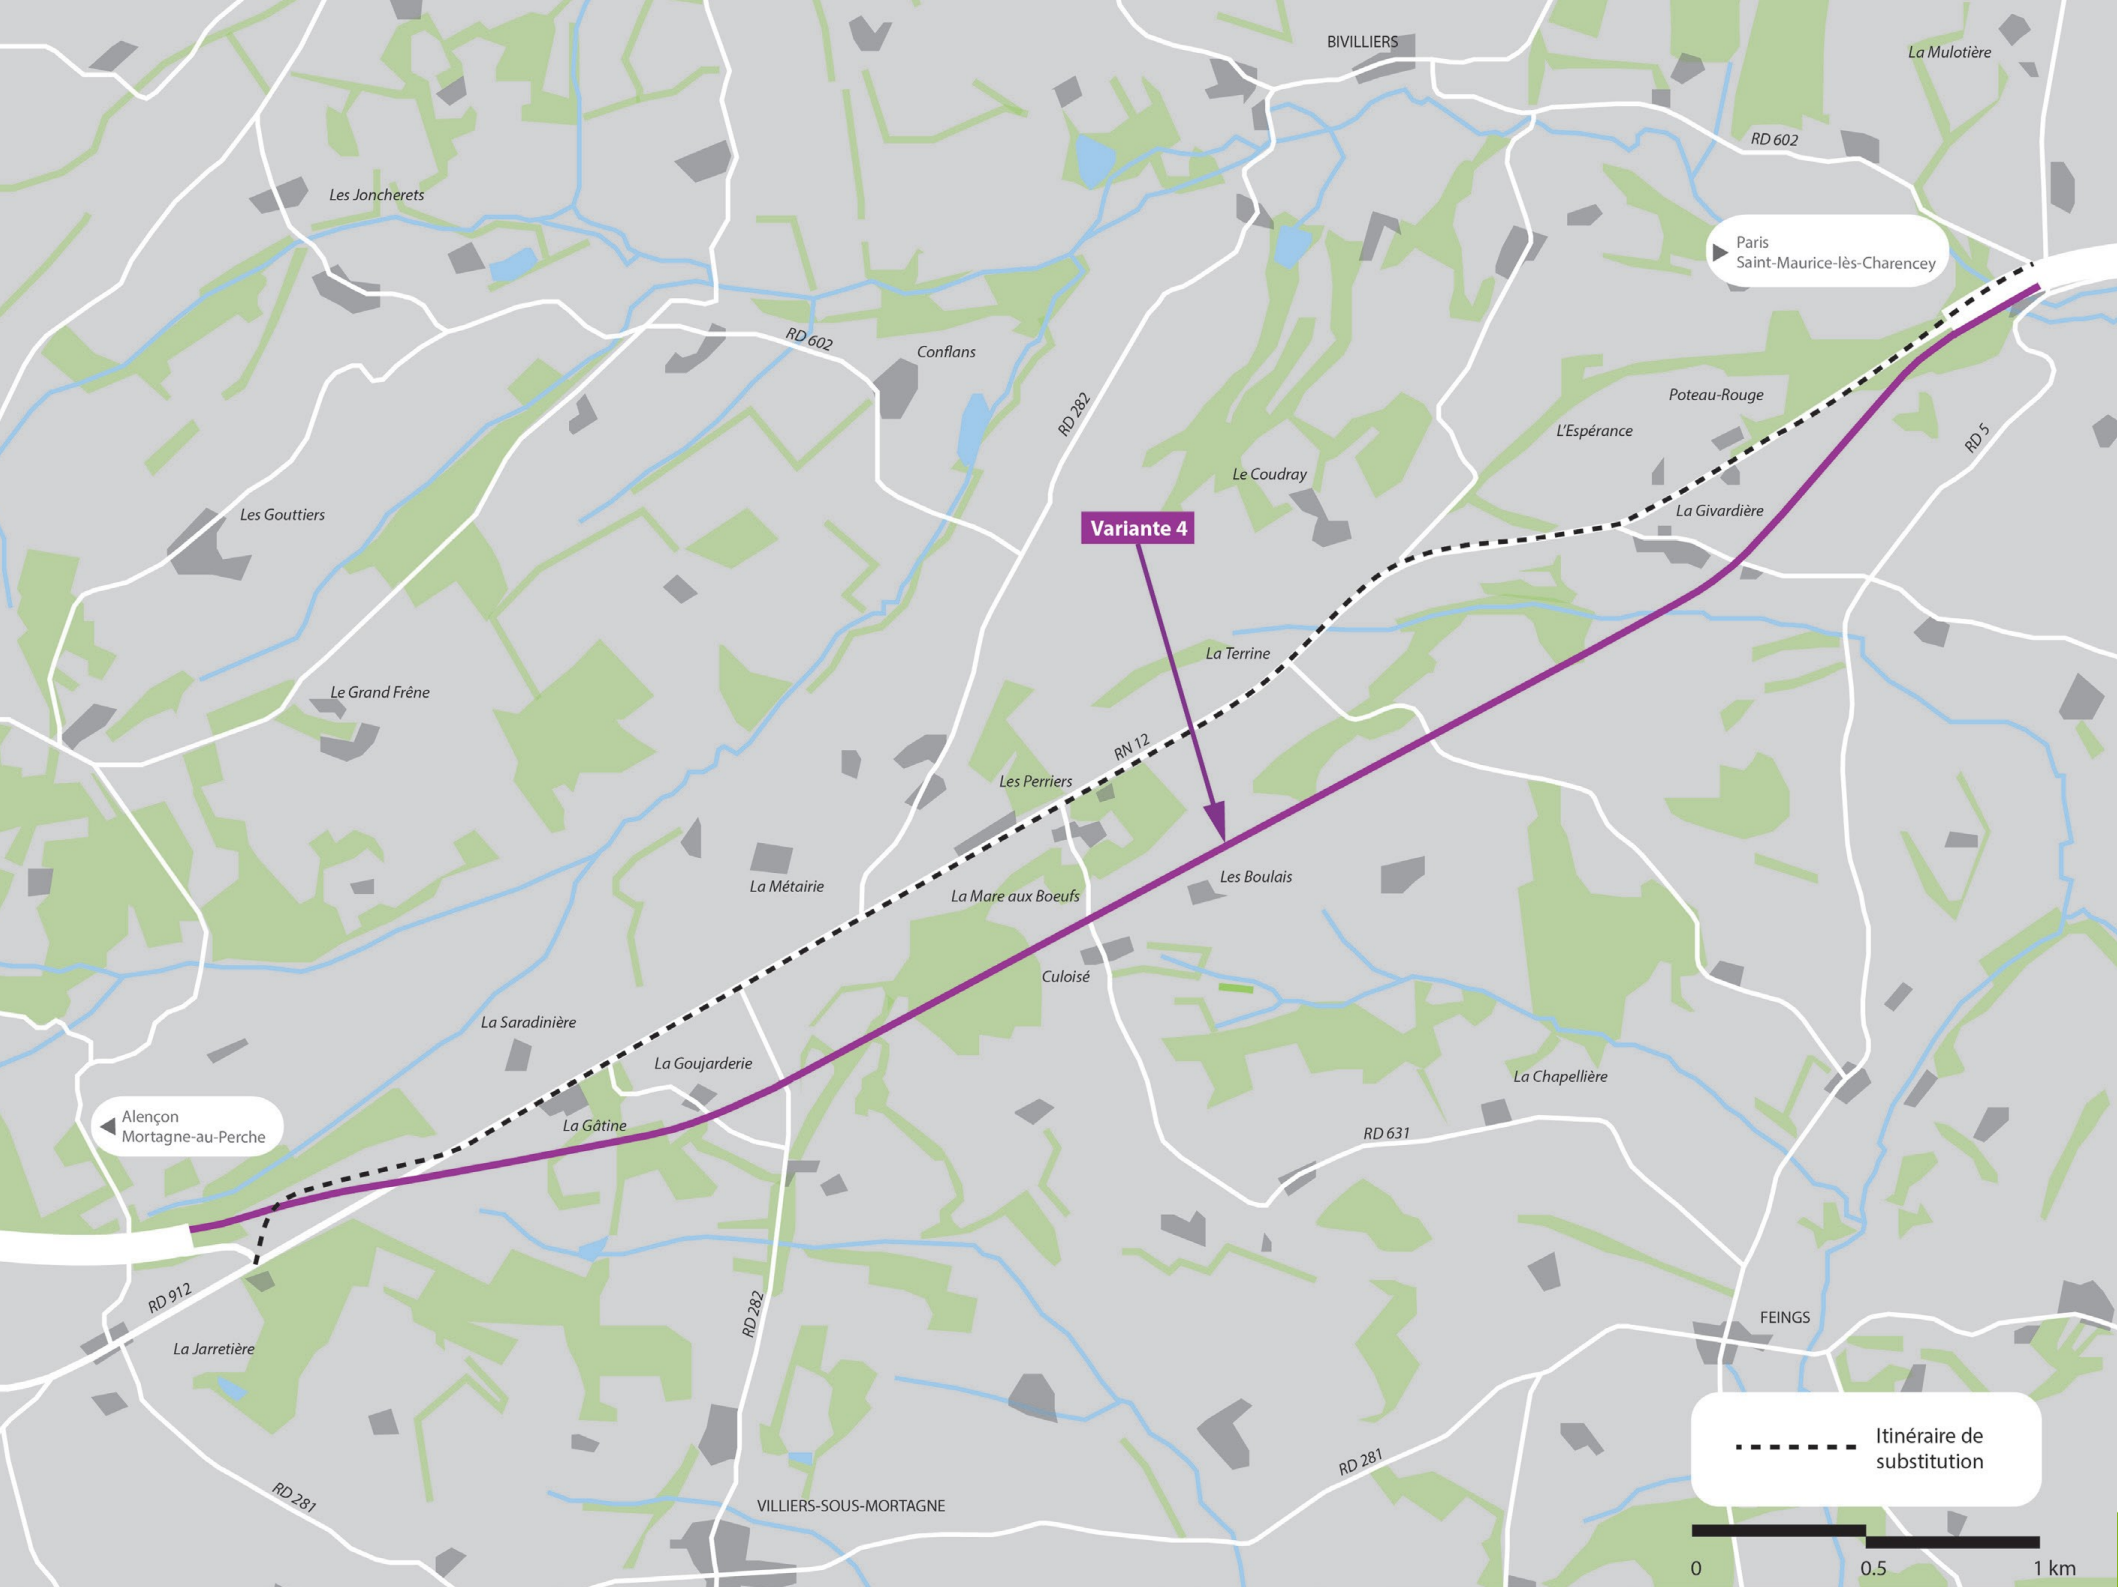 BIVILLIERS
La Mulotière
RD 602
Les Joncherets
Paris
Saint-Maurice-lès-Charencey
RD 602
Conflans
RD 282
Poteau-Rouge
L'Espérance
RD 5
Le Coudray
La Givardière
Les Gouttiers
Variante 4
La Terrine
Le Grand Frêne
RN 12
Les Perriers
La Métairie
La Mare aux Boeufs
Les Boulais
Culoisé
La Saradinière
La Goujarderie
La Chapellière
Alençon
Mortagne-au-Perche
La Gâtine
RD 631
RD 912
RD 282
FEINGS
La Jarretière
Itinéraire de
substitution
RD 281
RD 281
VILLIERS-SOUS-MORTAGNE
0 0.5 1 km